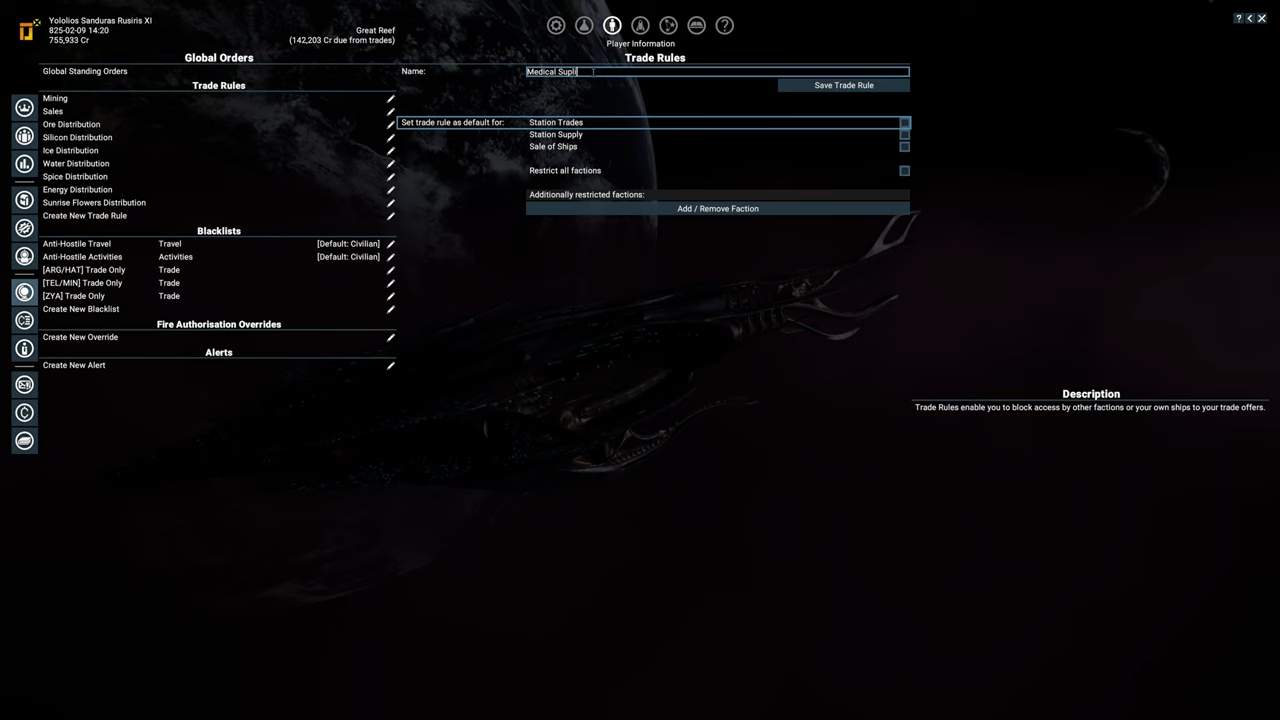 Yololios Sanduras Rusiris XI
825-02-09 14:20
755,933 Cr
Great Reef
(142,203 Cr due from trades)
Player Information
? < X
Global Orders
Global Standing Orders
Trade Rules
Mining
Sales
Ore Distribution
Silicon Distribution
Ice Distribution
Water Distribution
Spice Distribution
Energy Distribution
Sunrise Flowers Distribution
Create New Trade Rule
Blacklists
Anti-Hostile Travel Travel [Default: Civilian]
Anti-Hostile Activities Activities [Default: Civilian]
[ARG/HAT] Trade Only Trade
[TEL/MIN] Trade Only Trade
[ZYA] Trade Only Trade
Create New Blacklist
Fire Authorisation Overrides
Create New Override
Alerts
Create New Alert
Trade Rules
Name: Medical Supli
Save Trade Rule
Set trade rule as default for: Station Trades
Station Supply
Sale of Ships
Restrict all factions
Additionally restricted factions:
Add / Remove Faction
Description
Trade Rules enable you to block access by other factions or your own ships to your trade offers.